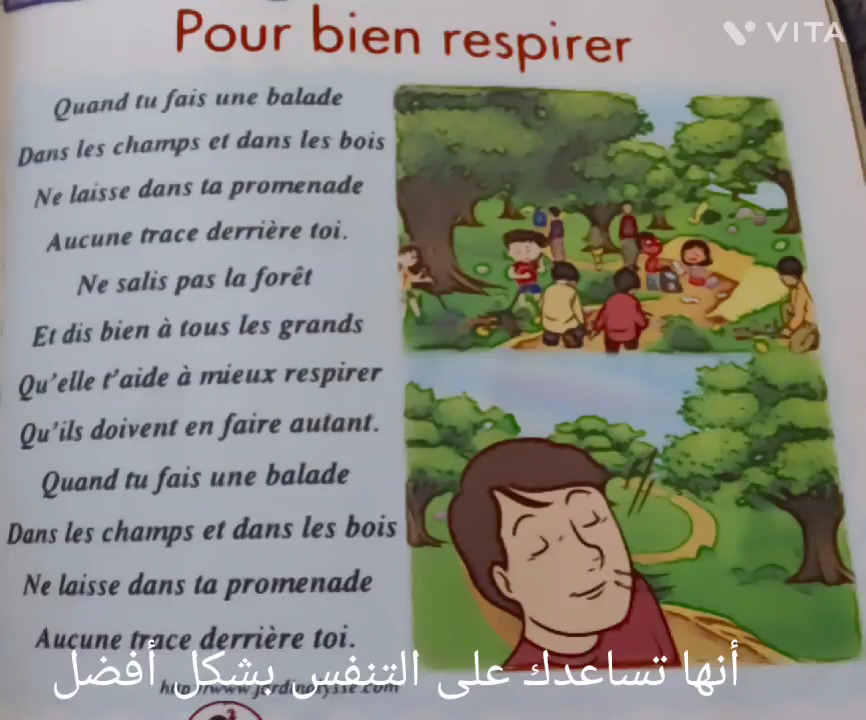 Pour bien respirer
VITA
Quand tu fais une balade
Dans les champs et dans les bois
Ne laisse dans ta promenade
Aucune trace derrière toi.
Ne salis pas la forêt
Et dis bien à tous les grands
Qu'elle t'aide à mieux respirer
Qu'ils doivent en faire autant.
Quand tu fais une balade
Dans les champs et dans les bois
Ne laisse dans ta promenade
Aucune trace derrière toi.
أنها تساعدك على التنفس بشكل أفضل